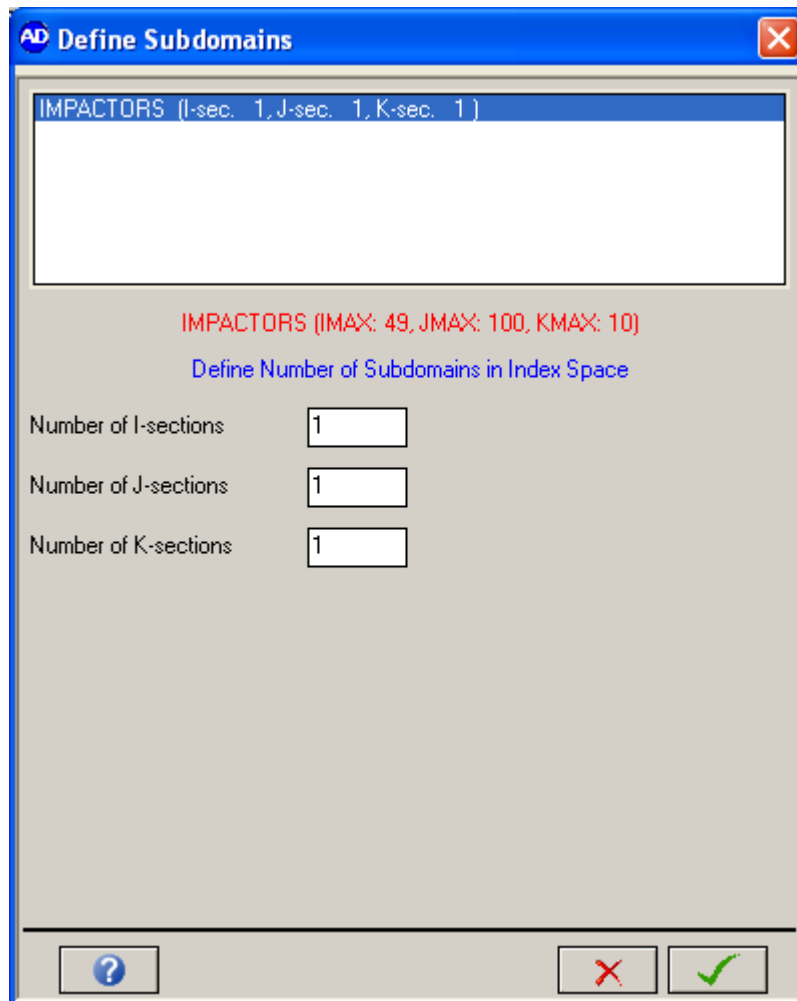 AD Define Subdomains
IMPACTORS (I-sec. 1, J-sec. 1, K-sec. 1 )
IMPACTORS (IMAX: 49, JMAX: 100, KMAX: 10)
Define Number of Subdomains in Index Space
Number of I-sections 1
Number of J-sections 1
Number of K-sections 1
?